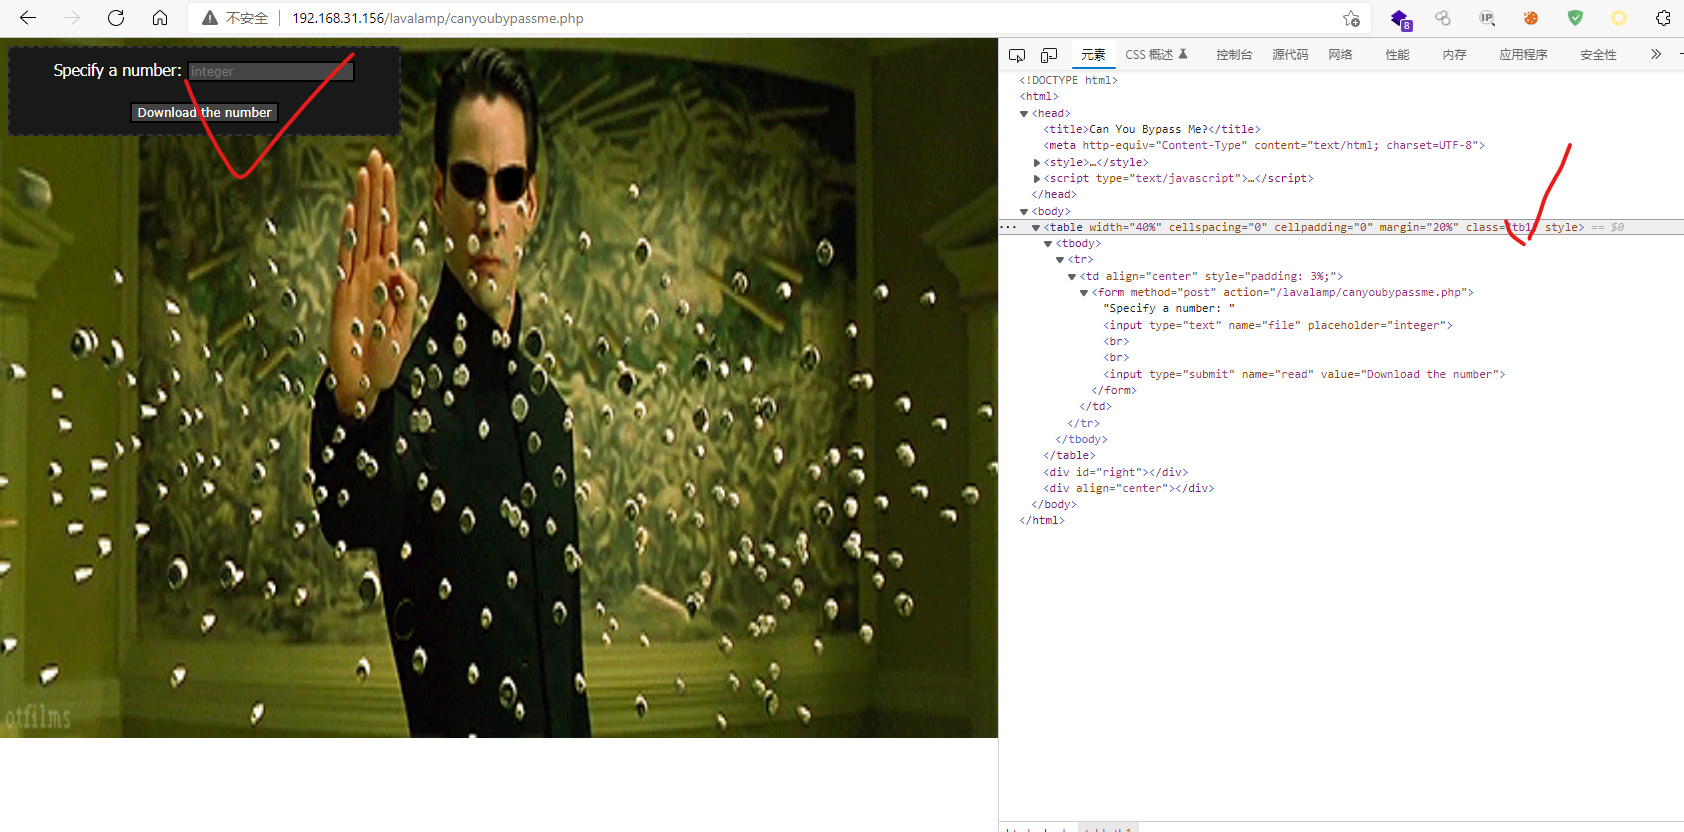 不安全 192.168.31.156/lavalamp/canyoubypassme.php
8
IP
Specify a number: integer
Download the number
otfilms
元素 CSS 概述 控制台 源代码 网络 性能 内存 应用程序 安全性
<!DOCTYPE html>
<html>
<head>
<title>Can You Bypass Me?</title>
<meta http-equiv="Content-Type" content="text/html; charset=UTF-8">
<style>…</style>
<script type="text/javascript">…</script>
</head>
<body>
<table width="40%" cellspacing="0" cellpadding="0" margin="20%" class="tb1" style> == $0
<tbody>
<tr>
<td align="center" style="padding: 3%;">
<form method="post" action="/lavalamp/canyoubypassme.php">
"Specify a number: "
<input type="text" name="file" placeholder="integer">
<br>
<br>
<input type="submit" name="read" value="Download the number">
</form>
</td>
</tr>
</tbody>
</table>
<div id="right"></div>
<div align="center"></div>
</body>
</html>